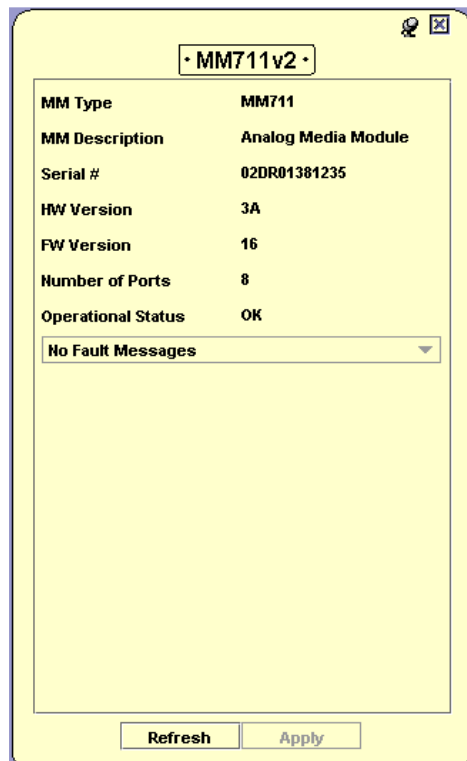 · MM711v2 ·
MM Type MM711
MM Description Analog Media Module
Serial # 02DR01381235
HW Version 3A
FW Version 16
Number of Ports 8
Operational Status OK
No Fault Messages
Refresh Apply